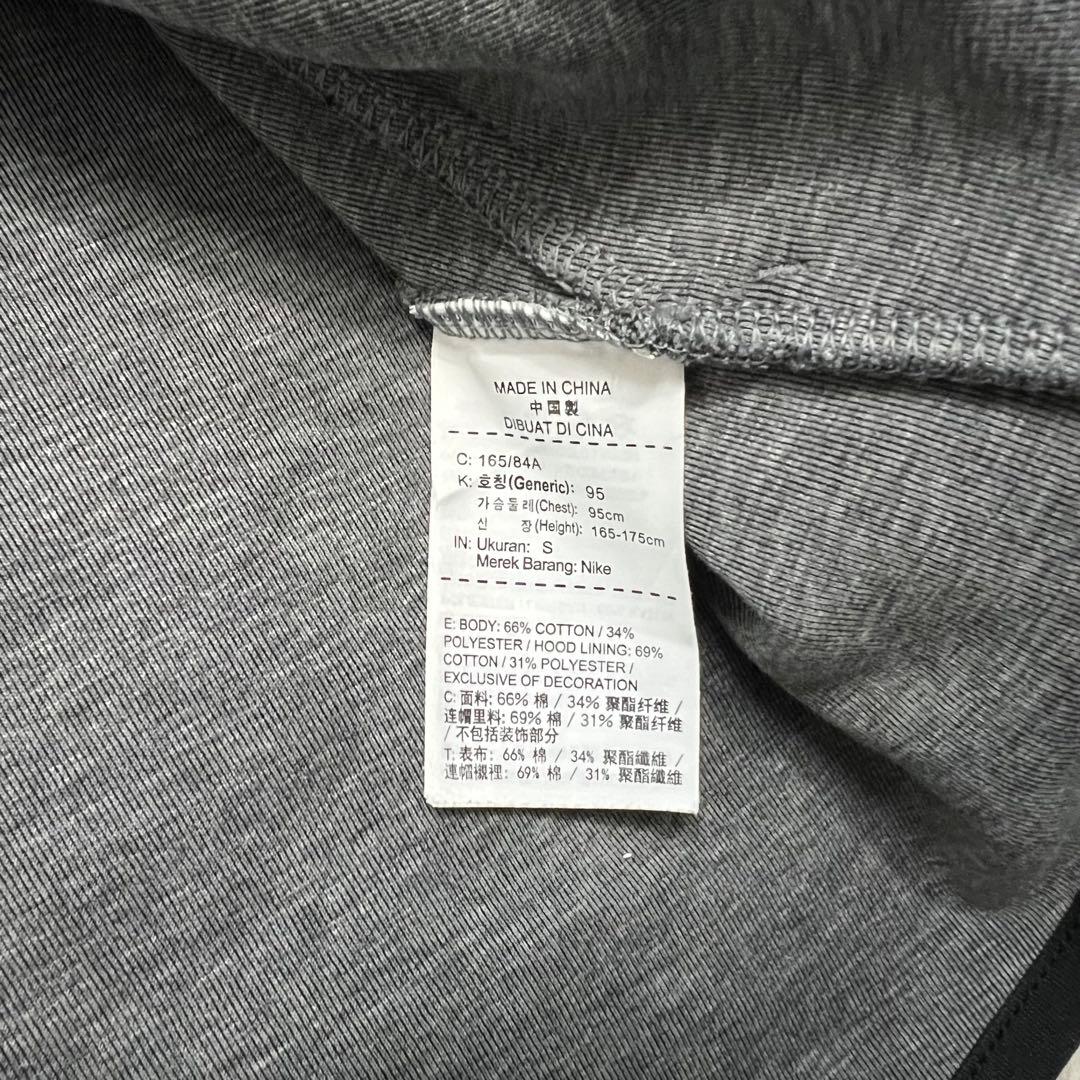 MADE IN CHINA
中国製
DIBUAT DI CINA
C: 165/84A
K: 호칭(Generic): 95
가슴둘레(Chest): 95cm
신 장(Height): 165-175cm
IN: Ukuran: S
Merek Barang: Nike
E: BODY: 66% COTTON / 34%
POLYESTER / HOOD LINING: 69%
COTTON / 31% POLYESTER /
EXCLUSIVE OF DECORATION
C: 面料: 66% 棉 / 34% 聚酯纤维 /
连帽里料: 69% 棉 / 31% 聚酯纤维
/ 不包括装饰部分
T: 表布: 66% 棉 / 34% 聚酯纖維 /
連帽襯裡: 69% 棉 / 31% 聚酯纖維